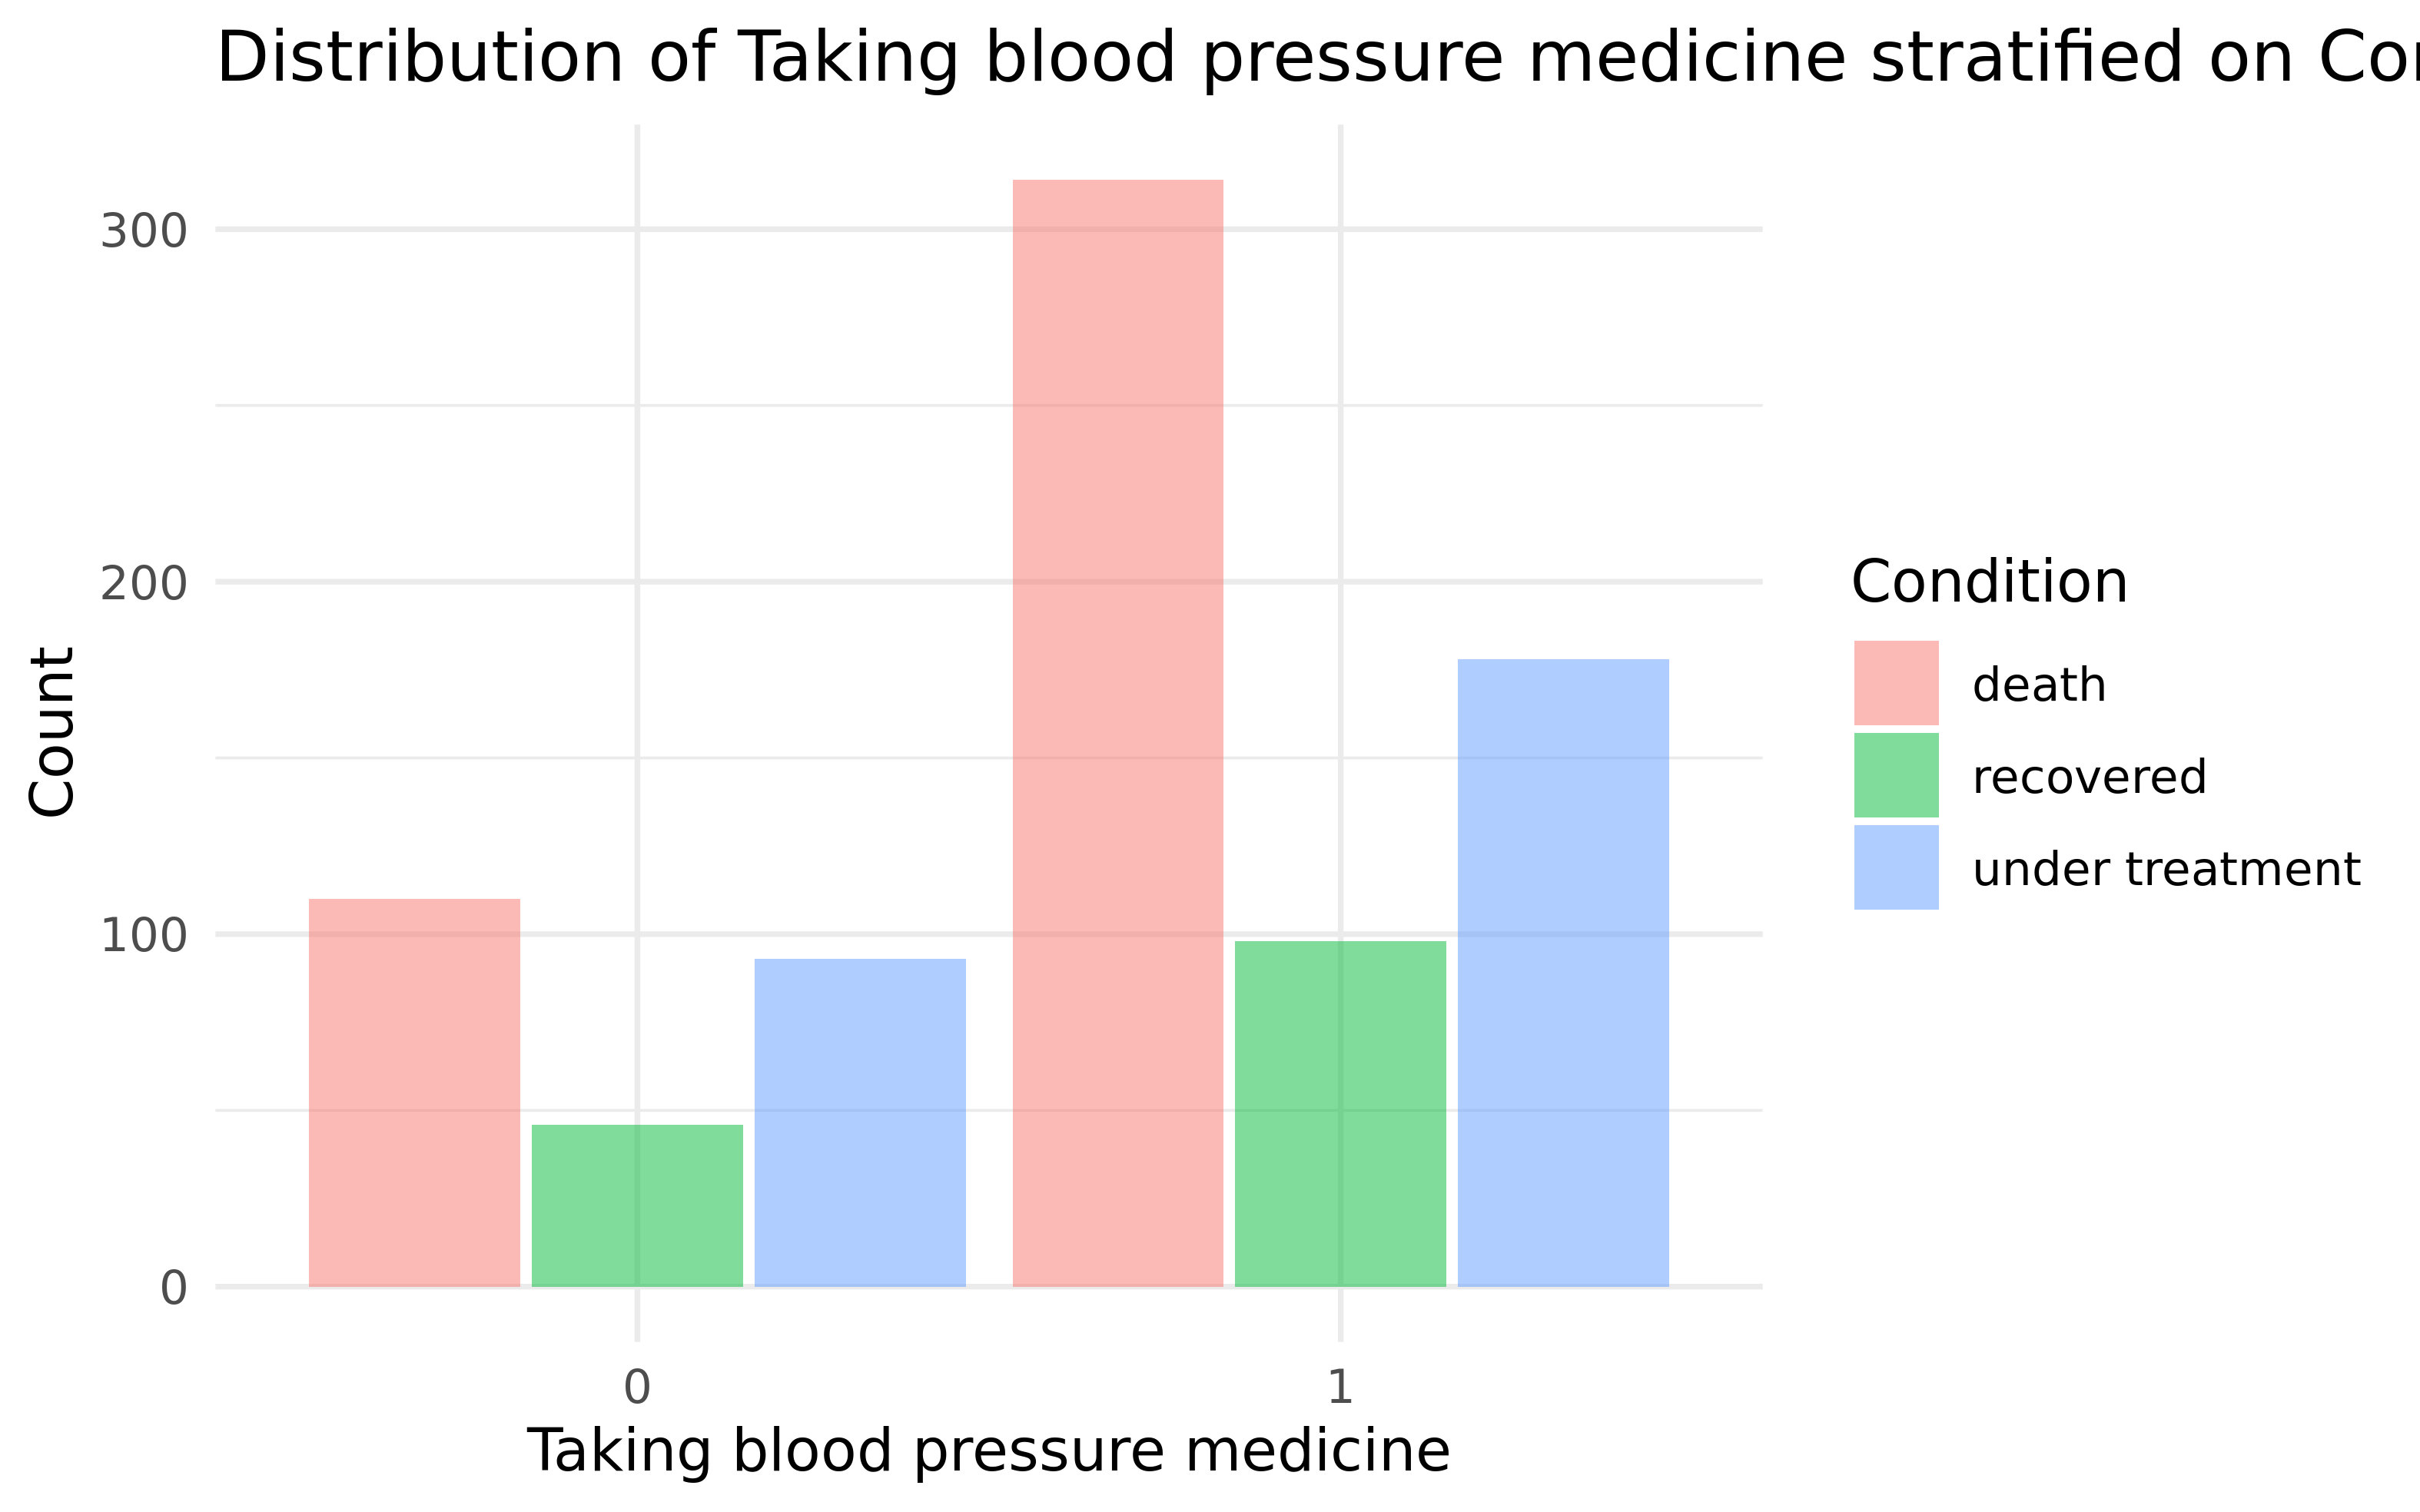 Distribution of Taking blood pressure medicine stratified on
300
200
100
0
Count
0
1
Taking blood pressure medicine
Condition
death
recovered
under treatment